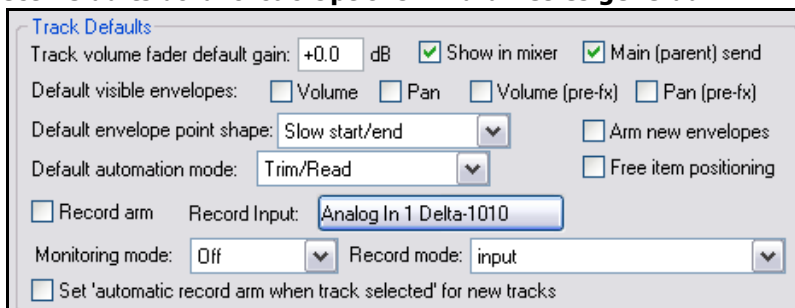 Track Defaults
Track volume fader default gain: +0.0 dB Show in mixer Main (parent) send
Default visible envelopes: Volume Pan Volume (pre-fx) Pan (pre-fx)
Default envelope point shape: Slow start/end Arm new envelopes
Default automation mode: Trim/Read Free item positioning
Record arm Record Input: Analog In 1 Delta-1010
Monitoring mode: Off Record mode: input
Set 'automatic record arm when track selected' for new tracks